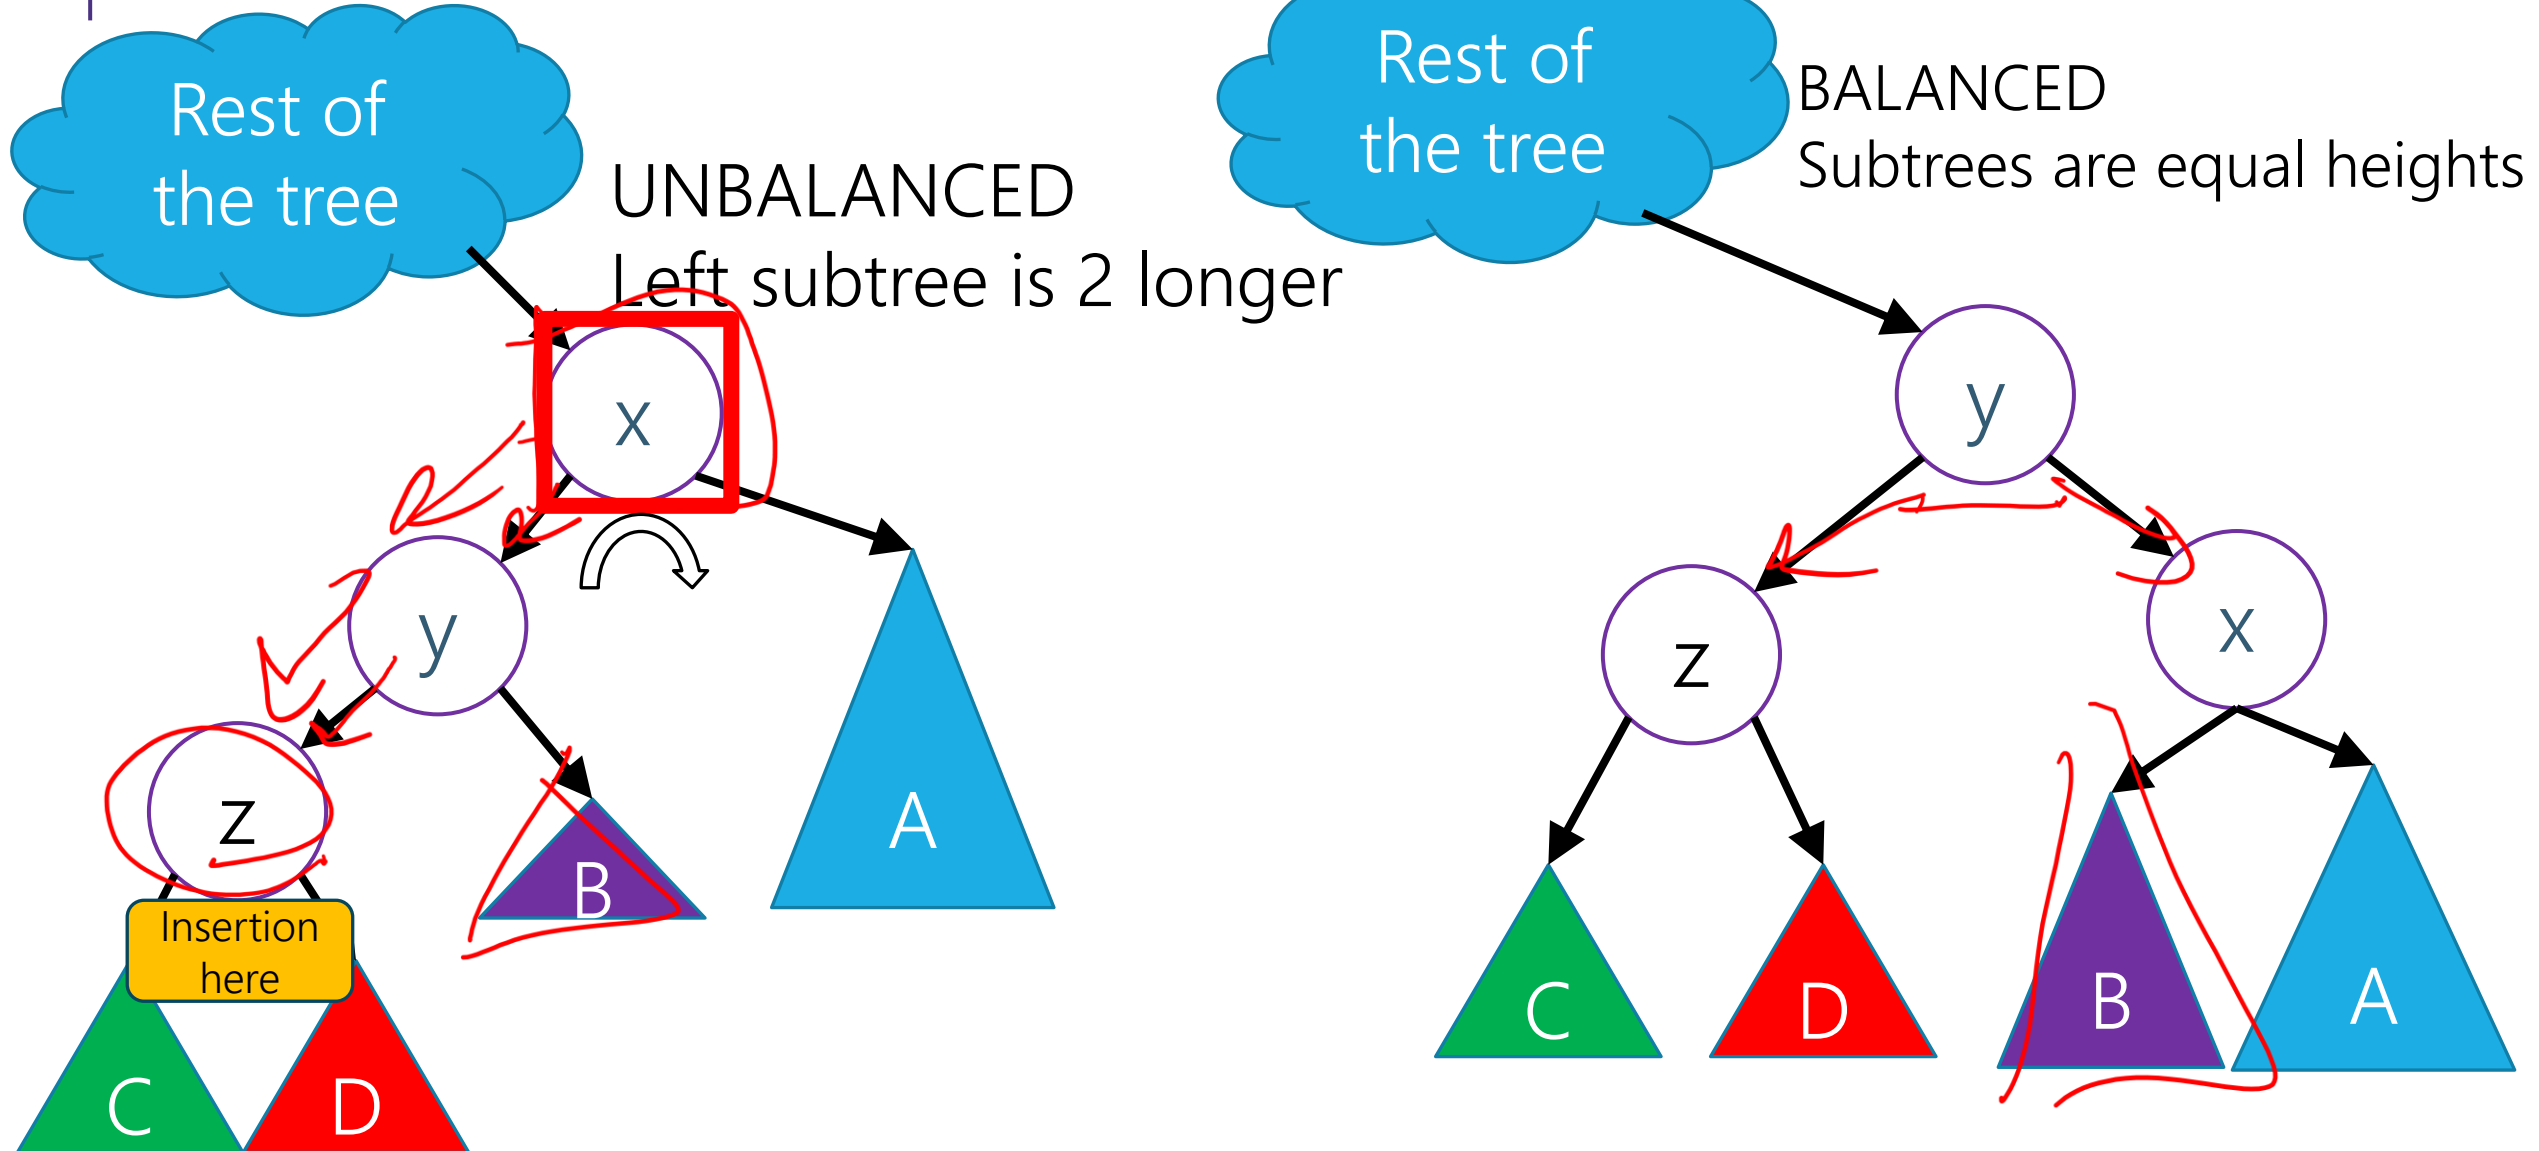 Rest of
the tree
UNBALANCED
Left subtree is 2 longer
x
y
z
Insertion
here
B
A
C
D
Rest of
the tree
BALANCED
Subtrees are equal heights
y
z
x
C
D
B
A